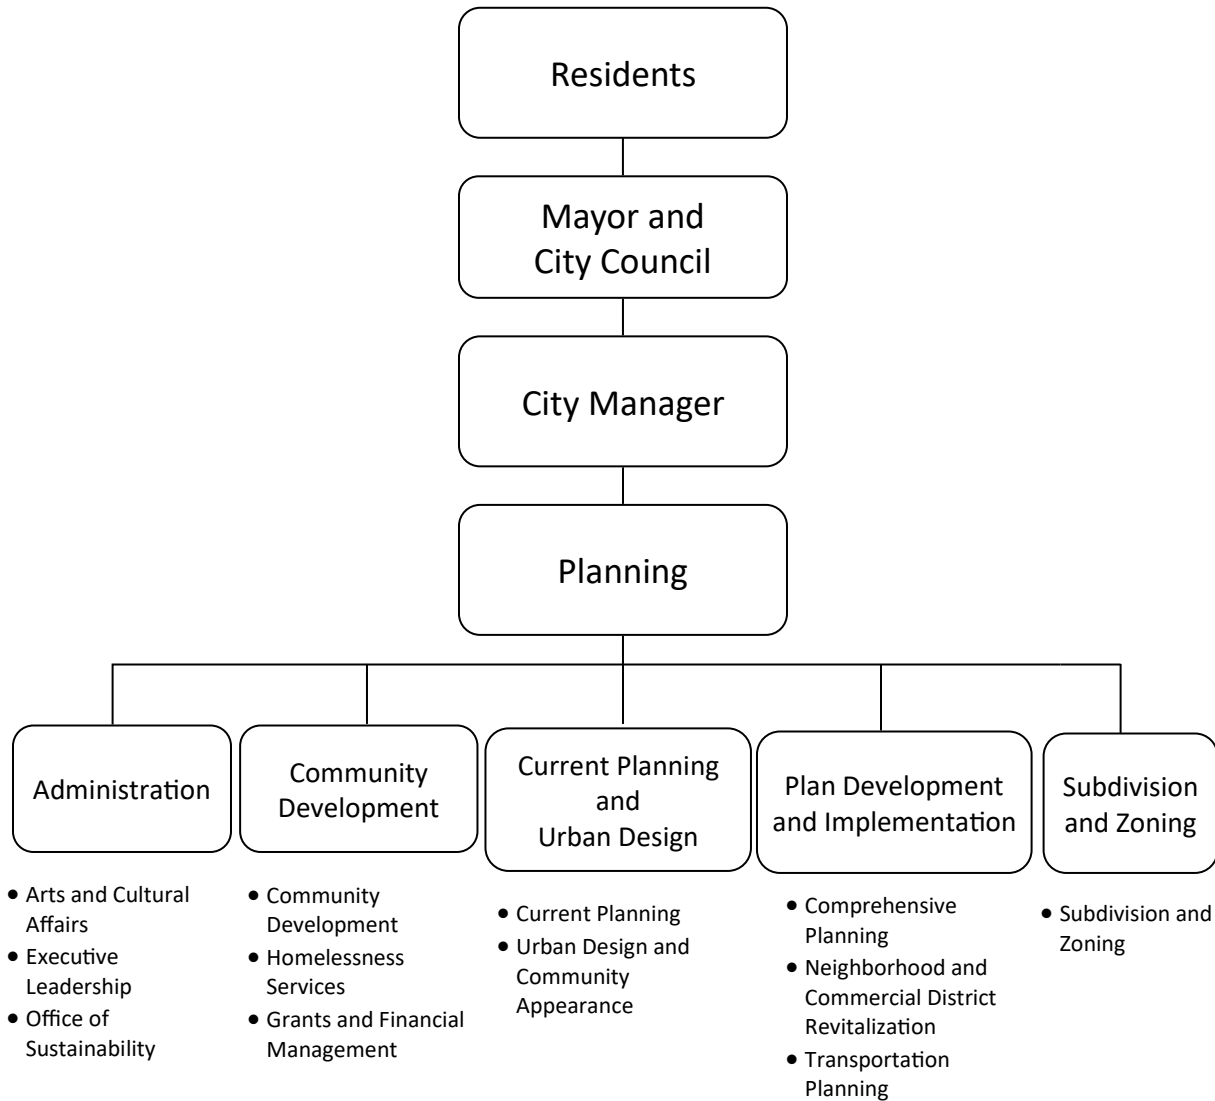 Residents
Mayor and
City Council
City Manager
Planning
Administration
Community
Development
Current Planning
and
Urban Design
Plan Development
and Implementation
Subdivision
and Zoning
• Arts and Cultural
Affairs
• Executive
Leadership
• Office of
Sustainability
• Community
Development
• Homelessness
Services
• Grants and Financial
Management
• Current Planning
• Urban Design and
Community
Appearance
• Comprehensive
Planning
• Neighborhood and
Commercial District
Revitalization
• Transportation
Planning
• Subdivision and
Zoning